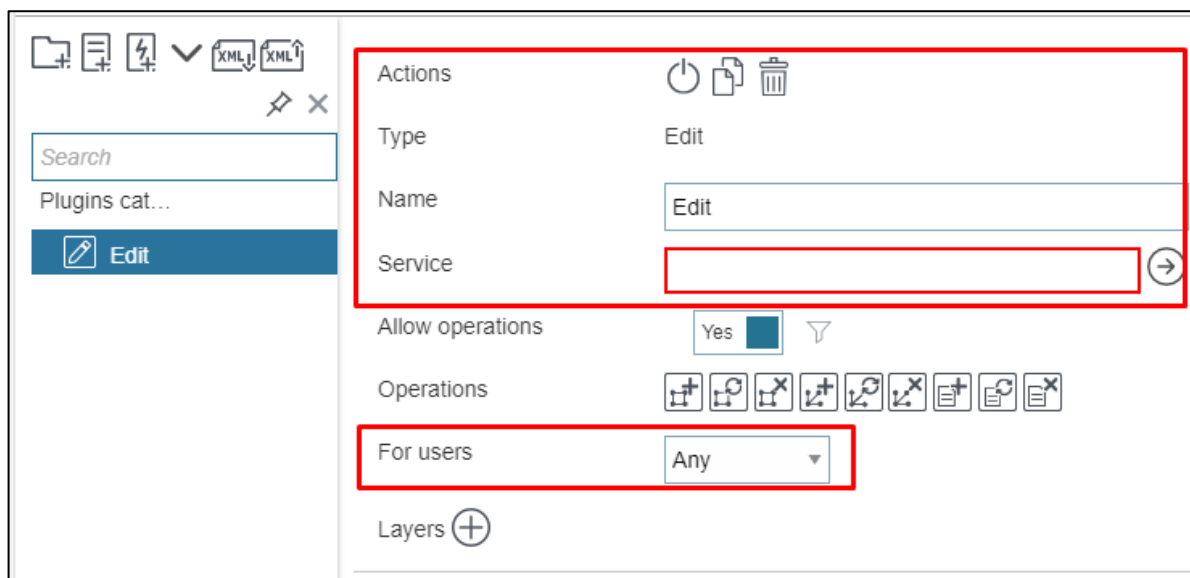 XML XML
Search
Plugins cat...
Edit
Actions
Type Edit
Name Edit
Service
Allow operations Yes
Operations
For users Any
Layers